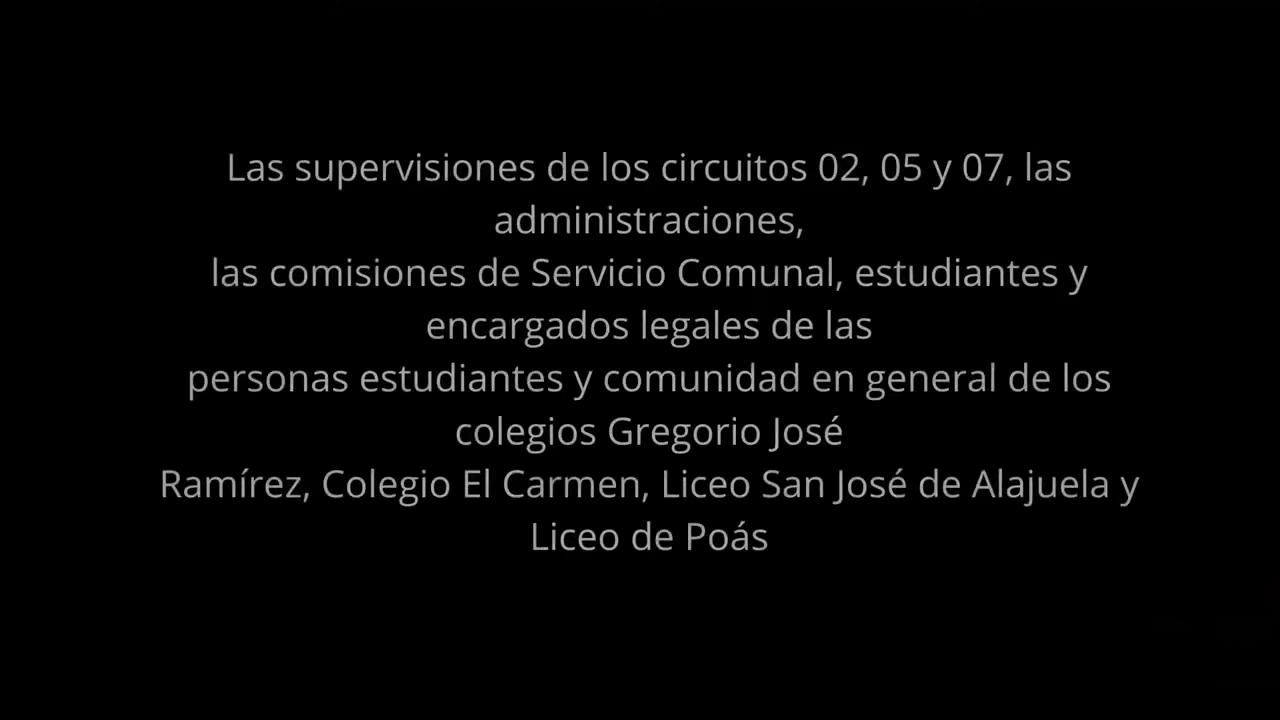 Las supervisiones de los circuitos 02, 05 y 07, las
administraciones,
las comisiones de Servicio Comunal, estudiantes y
encargados legales de las
personas estudiantes y comunidad en general de los
colegios Gregorio José
Ramírez, Colegio El Carmen, Liceo San José de Alajuela y
Liceo de Poás